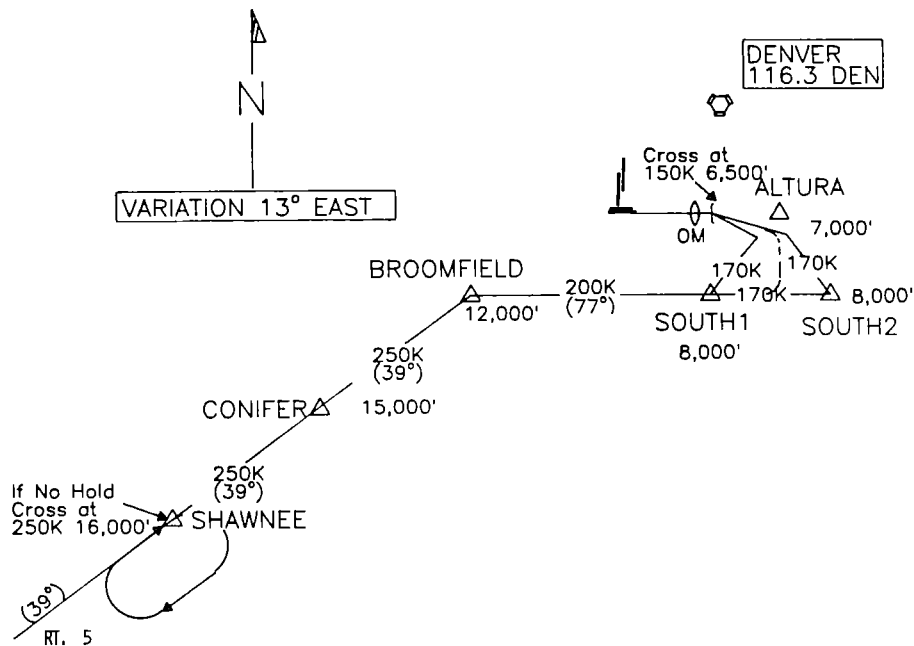 DENVER
116.3 DEN
N
Cross at
150K 6,500'
ALTURA
VARIATION 13° EAST
7,000'
OM
BROOMFIELD
170K
170K
200K
170K
8,000'
12,000'
(77°)
SOUTH1
SOUTH2
8,000'
250K
(39°)
CONIFER
15,000'
250K
(39°)
If No Hold
Cross at
250K 16,000'
SHAWNEE
(39°)
RT. 5